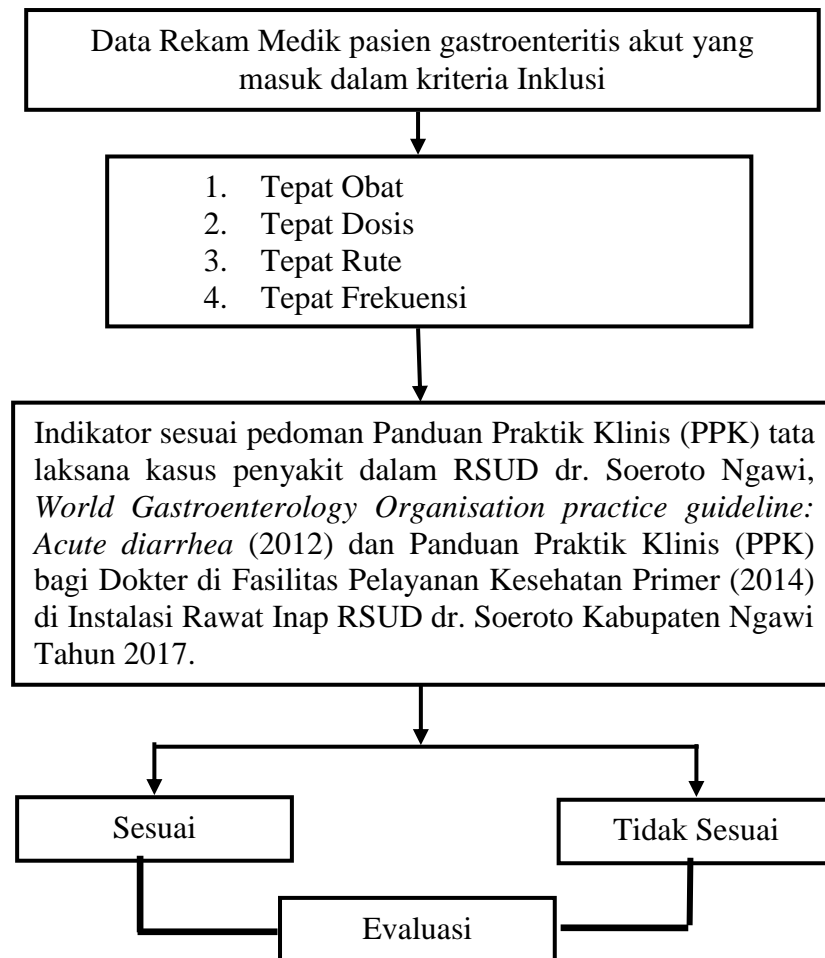 Data Rekam Medik pasien gastroenteritis akut yang
masuk dalam kriteria Inklusi
1. Tepat Obat
2. Tepat Dosis
3. Tepat Rute
4. Tepat Frekuensi
Indikator sesuai pedoman Panduan Praktik Klinis (PPK) tata
laksana kasus penyakit dalam RSUD dr. Soeroto Ngawi,
World Gastroenterology Organisation practice guideline:
Acute diarrhea (2012) dan Panduan Praktik Klinis (PPK)
bagi Dokter di Fasilitas Pelayanan Kesehatan Primer (2014)
di Instalasi Rawat Inap RSUD dr. Soeroto Kabupaten Ngawi
Tahun 2017.
Sesuai
Tidak Sesuai
Evaluasi